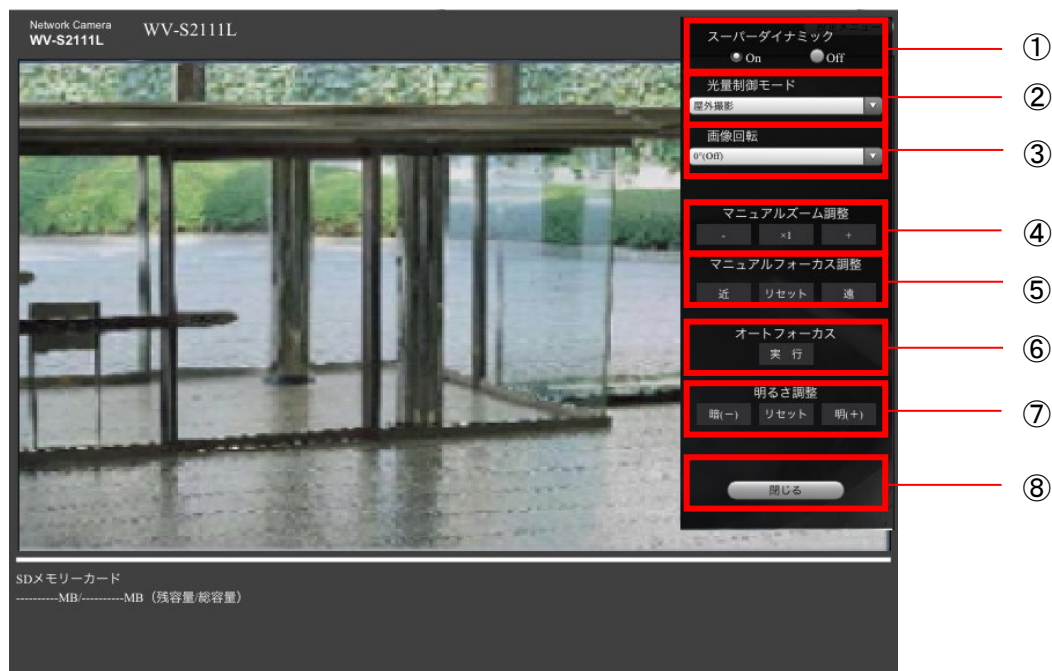 Network Camera
WV-S2111L
WV-S2111L
スーパーダイナミック
On Off
①
光量制御モード
屋外撮影
②
画像回転
0°(Off)
③
マニュアルズーム調整
- ×1 +
④
マニュアルフォーカス調整
近 リセット 遠
⑤
オートフォーカス
実 行
⑥
明るさ調整
暗(−) リセット 明(+)
⑦
閉じる
⑧
SDメモリーカード
----------MB/----------MB（残容量/総容量）